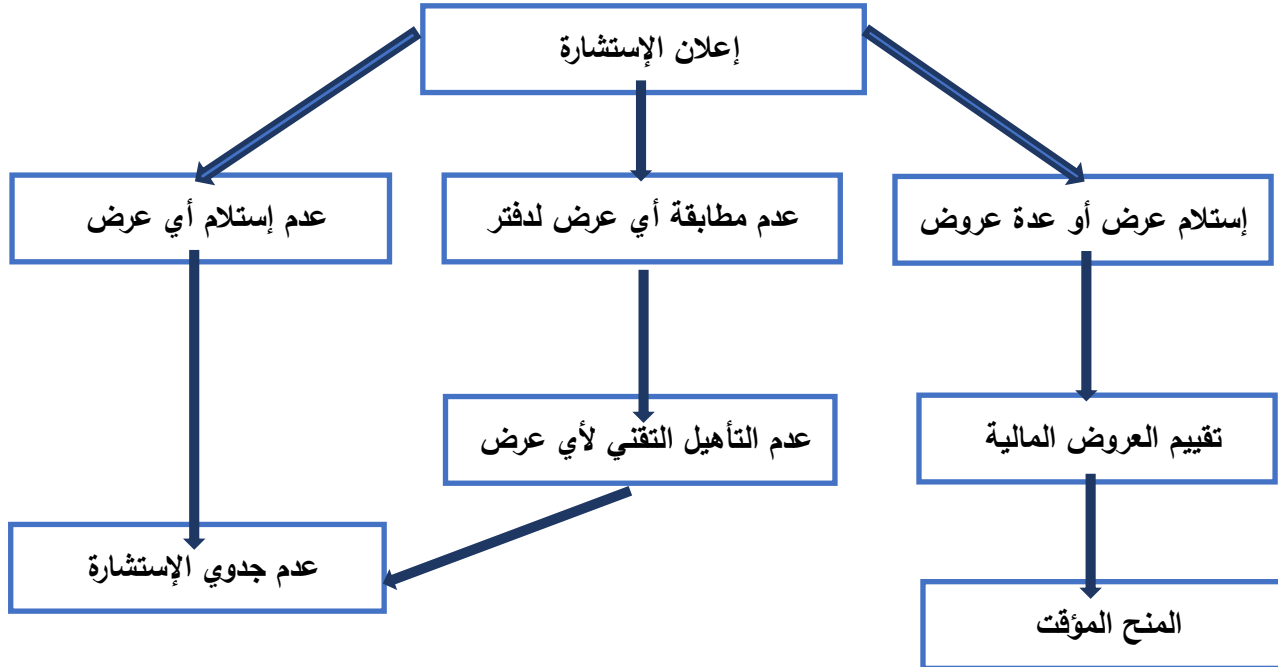 إعلان الإستشارة
إستلام عرض أو عدة عروض
عدم مطابقة أي عرض لدفتر
عدم إستلام أي عرض
تقييم العروض المالية
عدم التأهيل التقني لأي عرض
عدم جدوي الإستشارة
المنح المؤقت